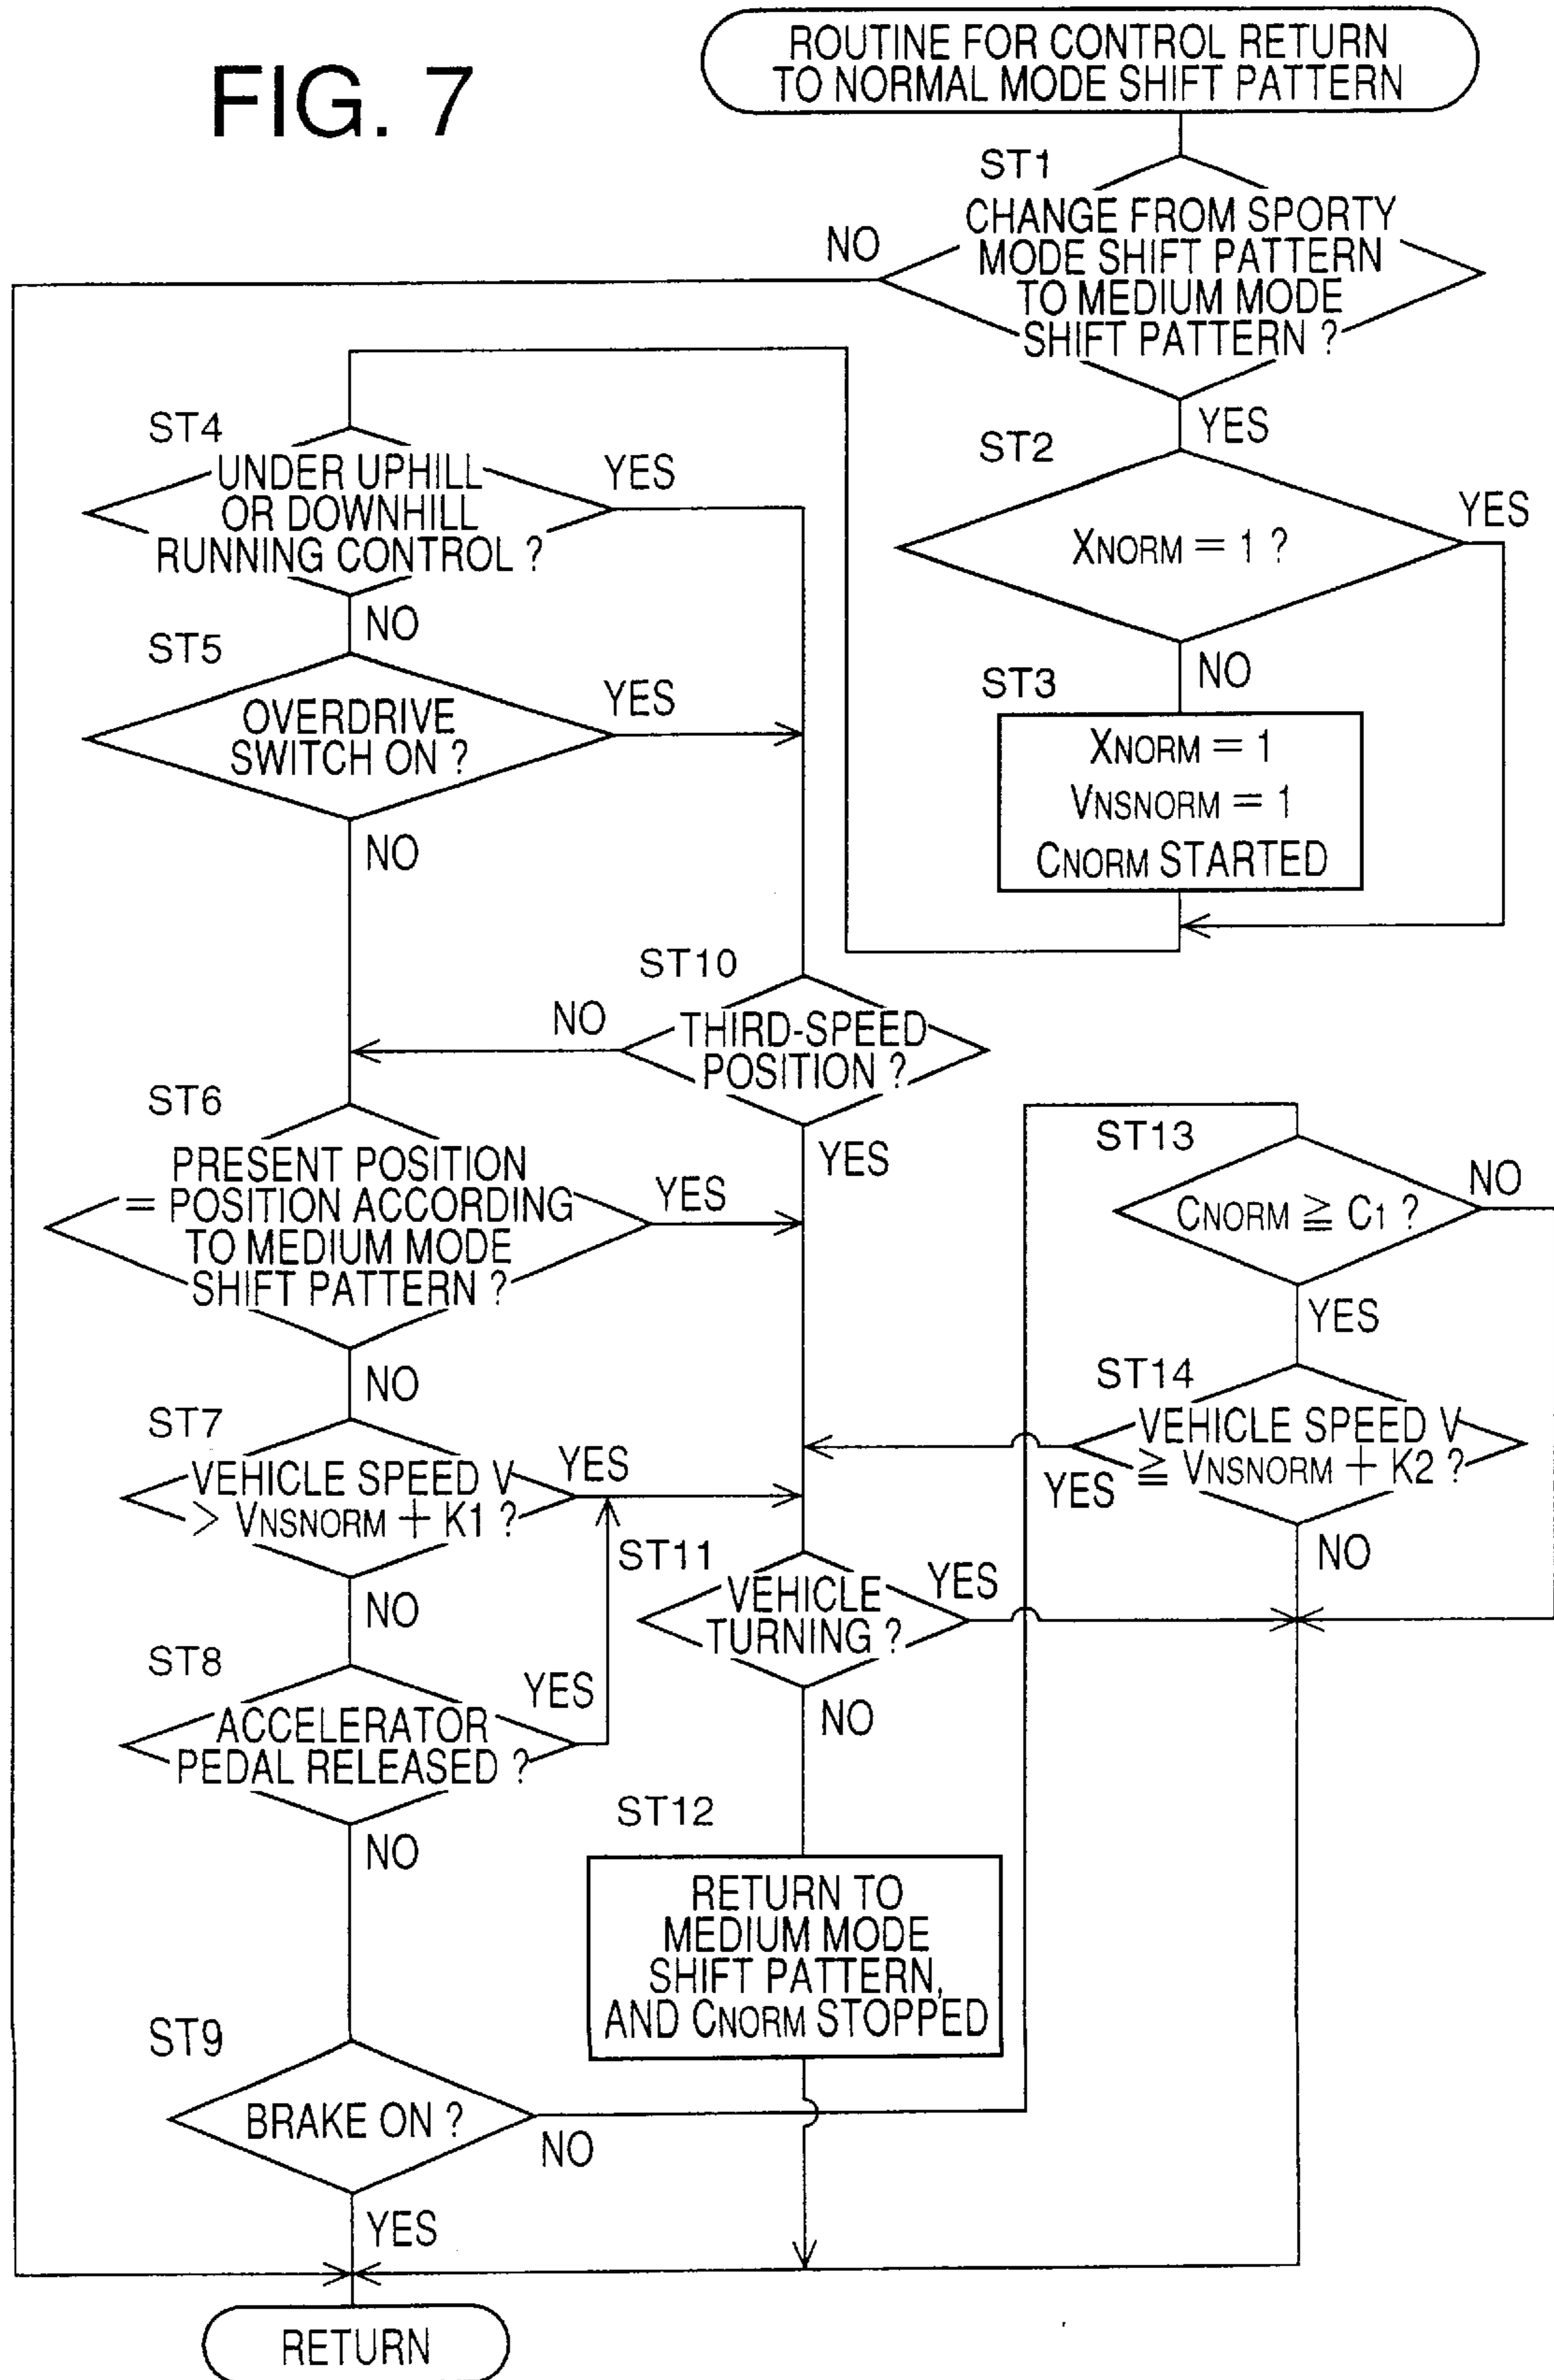 FIG. 7
ROUTINE FOR CONTROL RETURN
TO NORMAL MODE SHIFT PATTERN
ST1
CHANGE FROM SPORTY
MODE SHIFT PATTERN
TO MEDIUM MODE
SHIFT PATTERN ?
NO
YES
ST2
XNORM = 1 ?
YES
NO
ST3
XNORM = 1
VNSNORM = 1
CNORM STARTED
ST4
UNDER UPHILL
OR DOWNHILL
RUNNING CONTROL ?
YES
NO
ST5
OVERDRIVE
SWITCH ON ?
YES
NO
ST10
THIRD-SPEED
POSITION ?
NO
YES
ST6
PRESENT POSITION
= POSITION ACCORDING
TO MEDIUM MODE
SHIFT PATTERN ?
YES
NO
ST13
CNORM ≧ C1 ?
NO
YES
ST14
VEHICLE SPEED V
≧ VNSNORM + K2 ?
YES
NO
ST7
VEHICLE SPEED V
> VNSNORM + K1 ?
YES
NO
ST11
VEHICLE
TURNING ?
YES
NO
ST8
ACCELERATOR
PEDAL RELEASED ?
YES
NO
ST12
RETURN TO
MEDIUM MODE
SHIFT PATTERN,
AND CNORM STOPPED
ST9
BRAKE ON ?
NO
YES
RETURN